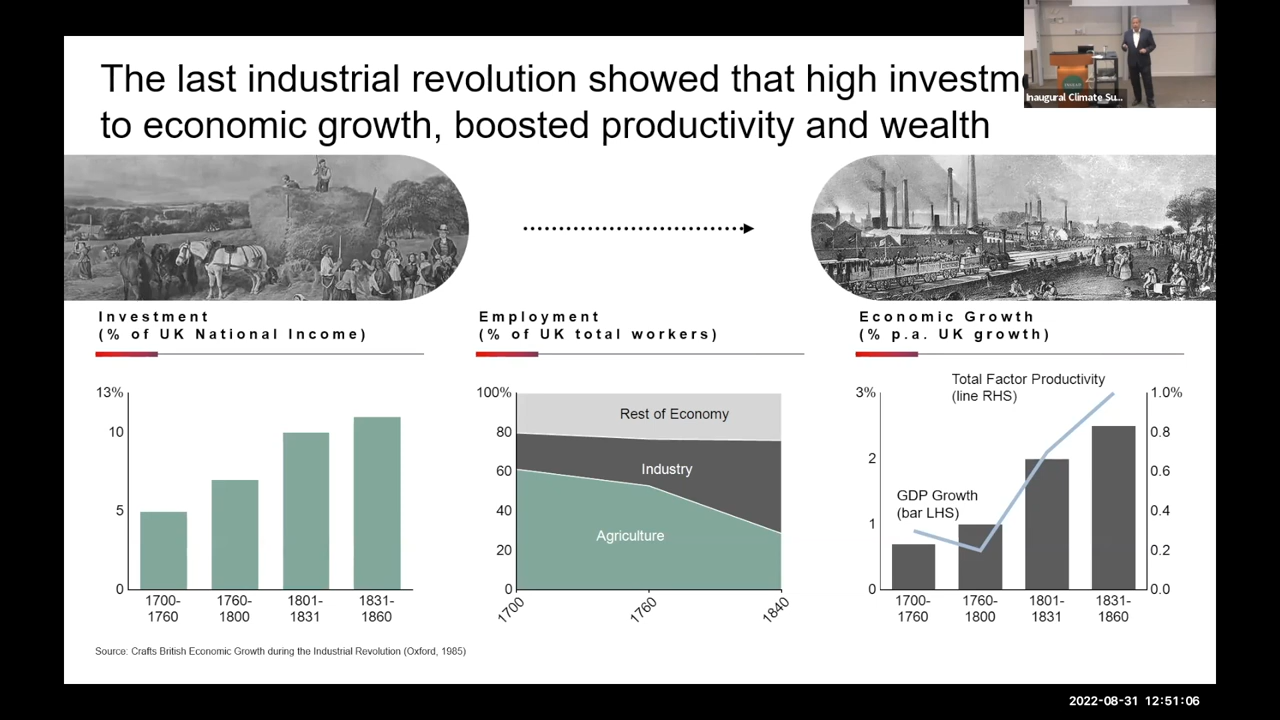 The last industrial revolution showed that high investm
to economic growth, boosted productivity and wealth
Inaugural Climate Su...
Investment
(% of UK National Income)
13%
10
5
0
1700-
1760
1760-
1800
1801-
1831
1831-
1860
Employment
(% of UK total workers)
100%
80
60
40
20
0
Rest of Economy
Industry
Agriculture
1700
1760
1840
Economic Growth
(% p.a. UK growth)
Total Factor Productivity
(line RHS)
3%
2
1
0
GDP Growth
(bar LHS)
1.0%
0.8
0.6
0.4
0.2
0.0
1700-
1760
1760-
1800
1801-
1831
1831-
1860
Source: Crafts British Economic Growth during the Industrial Revolution (Oxford, 1985)
2022-08-31 12:51:06